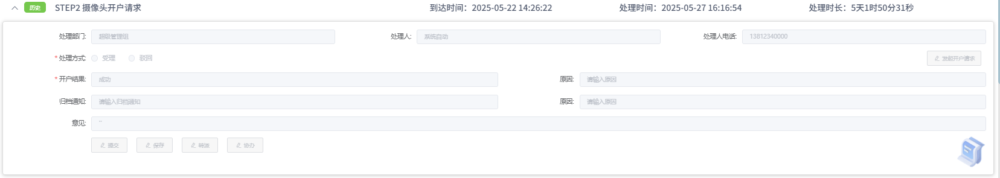 历史 STEP2 摄像头开户请求 到达时间：2025-05-22 14:26:22 处理时间：2025-05-27 16:16:54 处理时长：5天1时50分31秒
处理部门: 超级管理组 处理人: 系统自动 处理人电话: 13812340000
* 处理方式: 受理 驳回 发起开户请求
* 开户结果: 成功 原因: 请输入原因
归档通知: 请输入归档通知 原因: 请输入原因
意见: ''
提交 保存 转派 协办